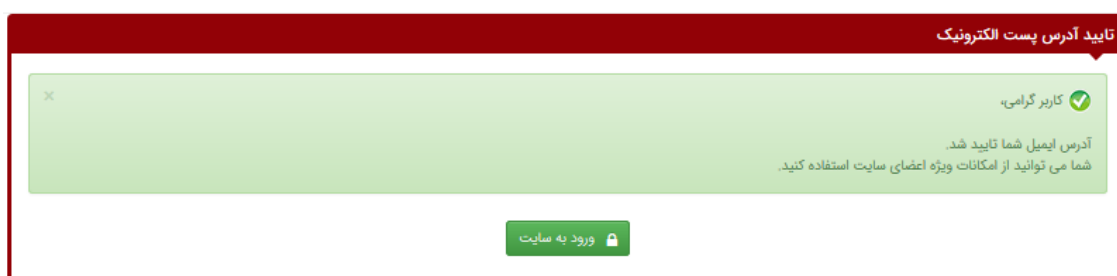 تایید آدرس پست الکترونیک
کاربر گرامی،
آدرس ایمیل شما تایید شد.
شما می توانید از امکانات ویژه اعضای سایت استفاده کنید.
ورود به سایت